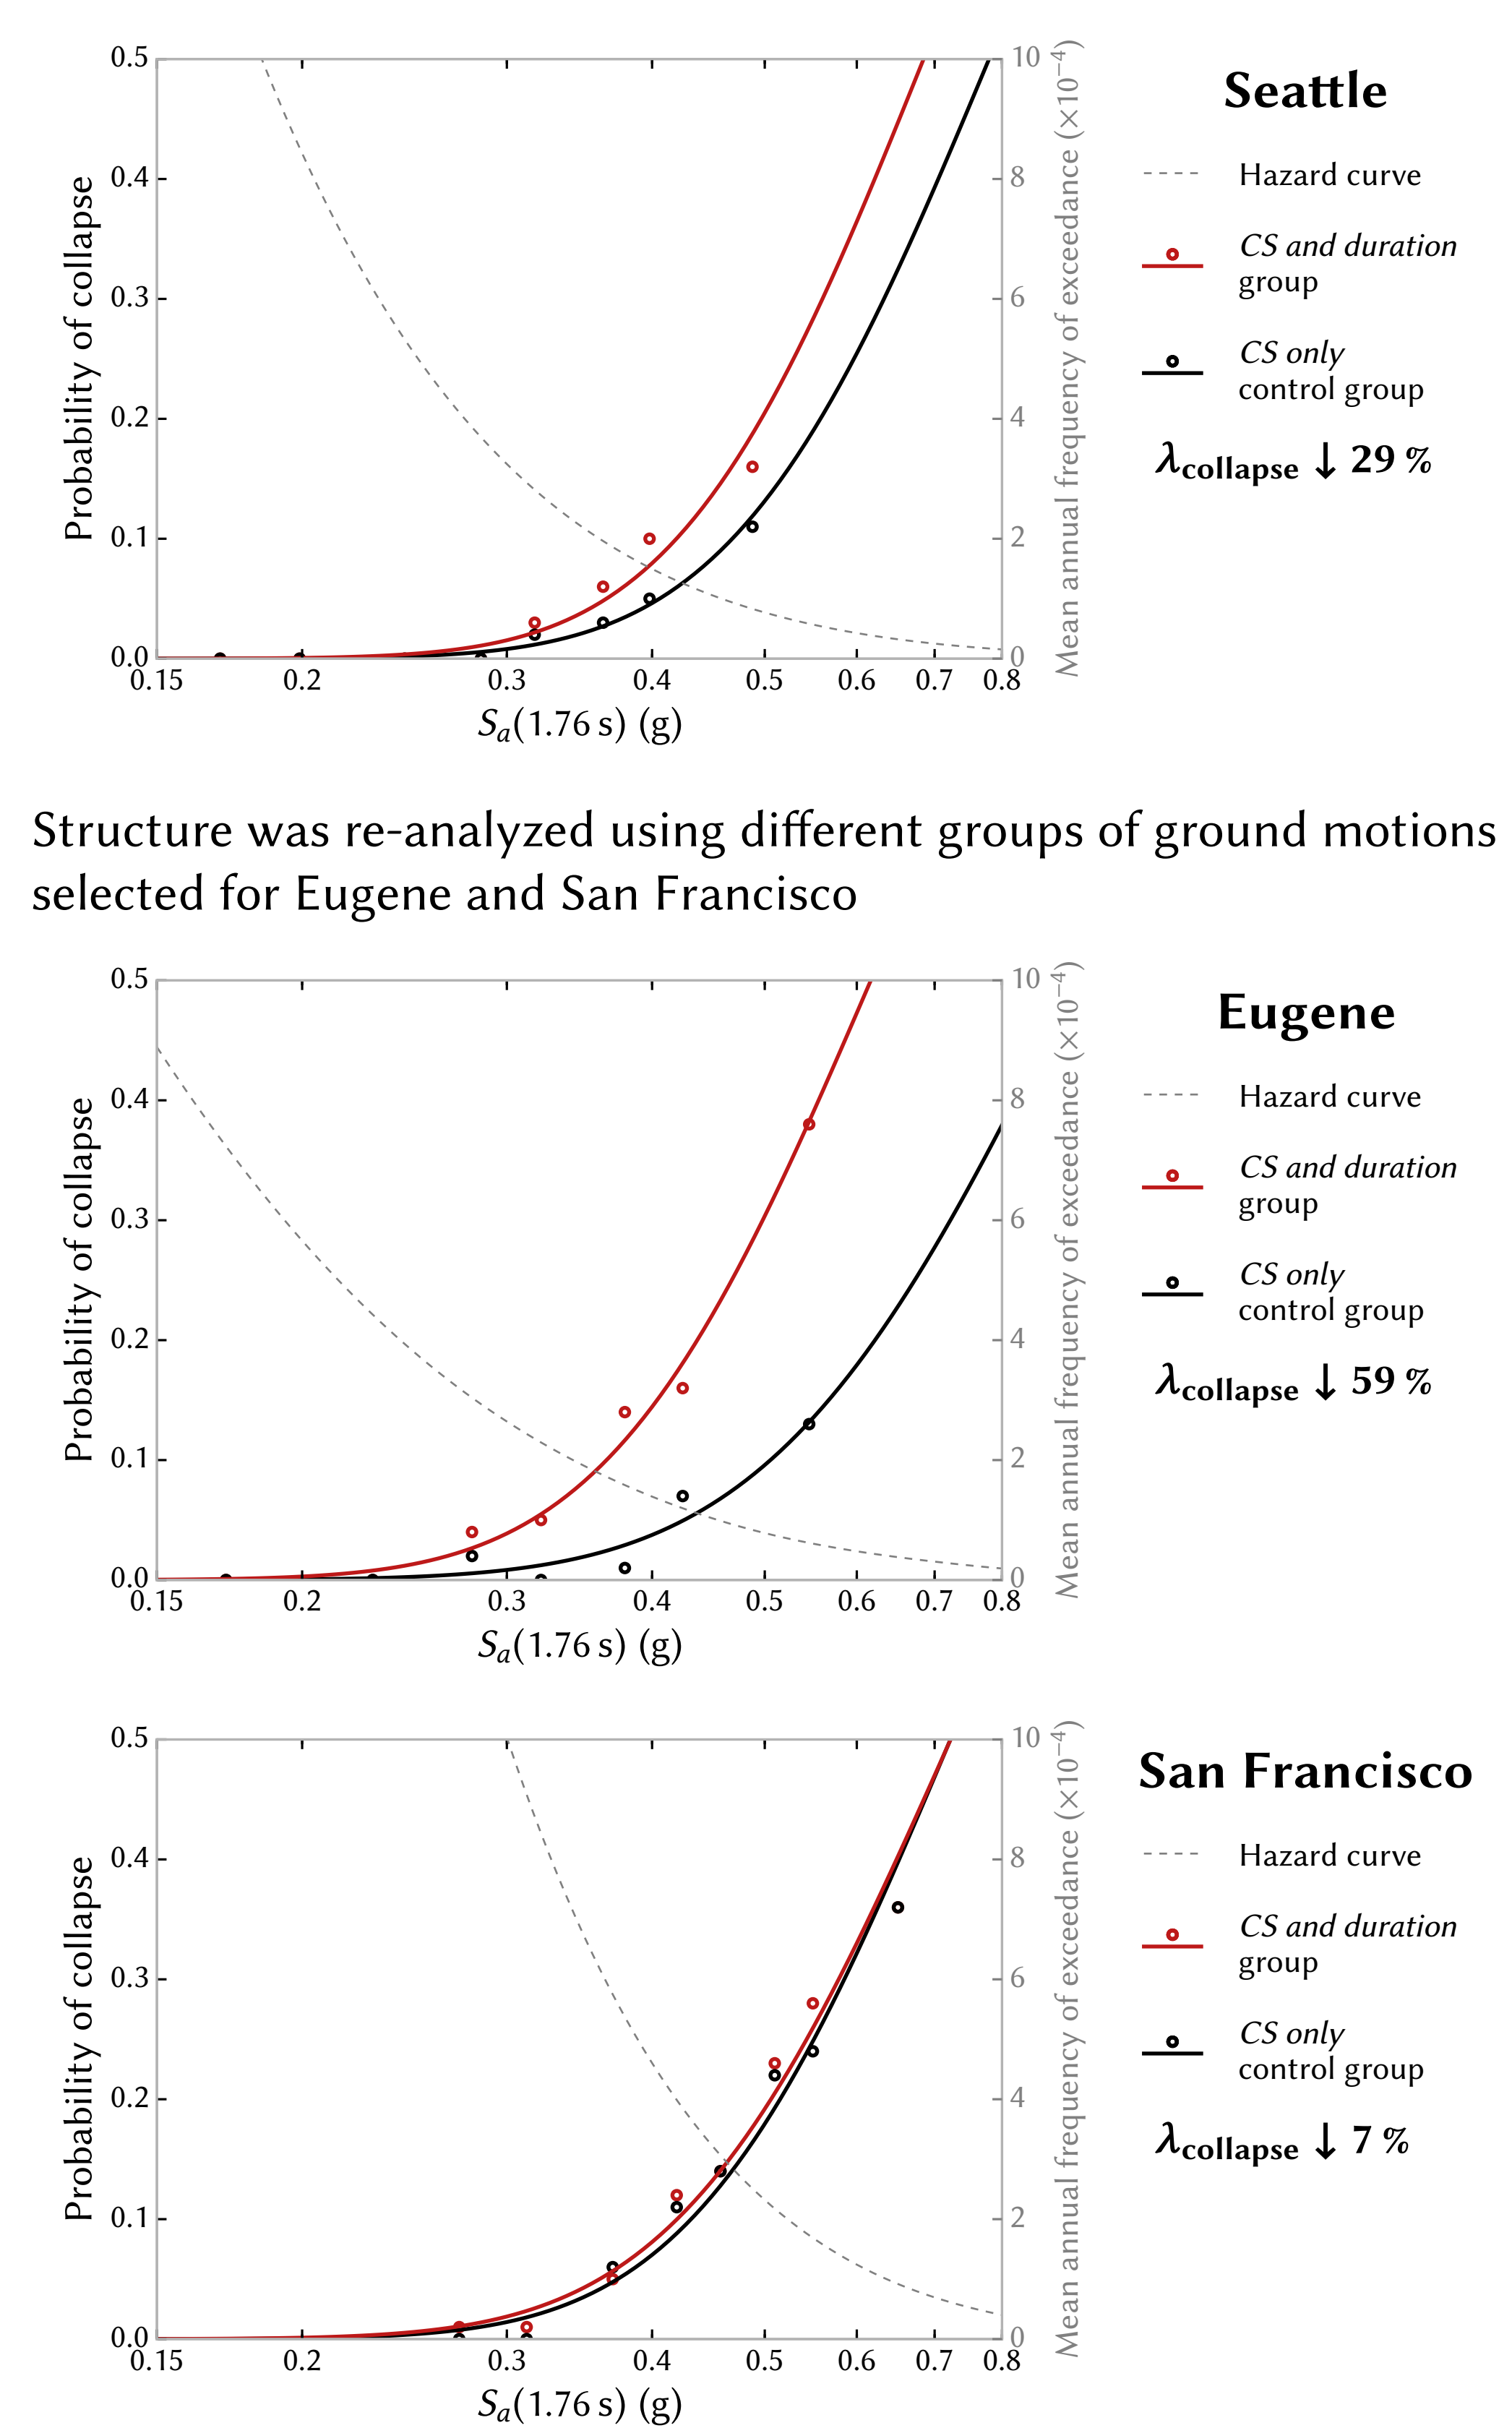 Seattle
0.5
0.4
0.3
0.2
0.1
0.0
Probability of collapse
0.15 0.2 0.3 0.4 0.5 0.6 0.7 0.8
Sₐ(1.76 s) (g)
10
8
6
4
2
0
Mean annual frequency of exceedance (×10⁻⁴)
Hazard curve
CS and duration
group
CS only
control group
λcollapse ↓ 29 %
Structure was re-analyzed using different groups of ground motions
selected for Eugene and San Francisco
Eugene
0.5
0.4
0.3
0.2
0.1
0.0
Probability of collapse
0.15 0.2 0.3 0.4 0.5 0.6 0.7 0.8
Sₐ(1.76 s) (g)
10
8
6
4
2
0
Mean annual frequency of exceedance (×10⁻⁴)
Hazard curve
CS and duration
group
CS only
control group
λcollapse ↓ 59 %
San Francisco
0.5
0.4
0.3
0.2
0.1
0.0
Probability of collapse
0.15 0.2 0.3 0.4 0.5 0.6 0.7 0.8
Sₐ(1.76 s) (g)
10
8
6
4
2
0
Mean annual frequency of exceedance (×10⁻⁴)
Hazard curve
CS and duration
group
CS only
control group
λcollapse ↓ 7 %